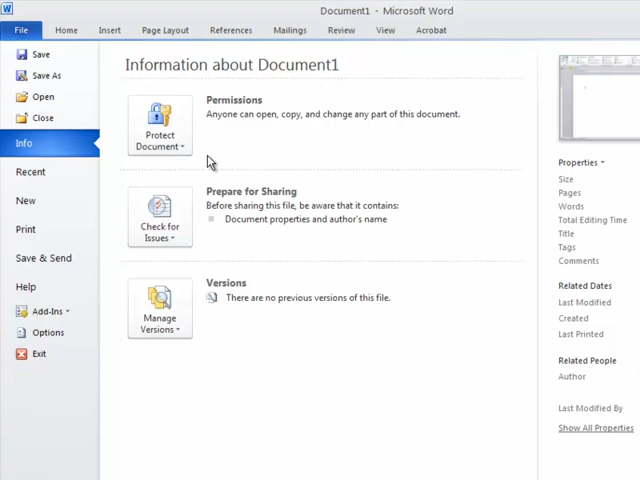 Document1 - Microsoft Word
File Home Insert Page Layout References Mailings Review View Acrobat
Save
Save As
Open
Close
Info
Recent
New
Print
Save & Send
Help
Add-Ins
Options
Exit
Information about Document1
Protect
Document
Permissions
Anyone can open, copy, and change any part of this document.
Check for
Issues
Prepare for Sharing
Before sharing this file, be aware that it contains:
Document properties and author's name
Manage
Versions
Versions
There are no previous versions of this file.
Properties
Size
Pages
Words
Total Editing Time
Title
Tags
Comments
Related Dates
Last Modified
Created
Last Printed
Related People
Author
Last Modified By
Show All Properties